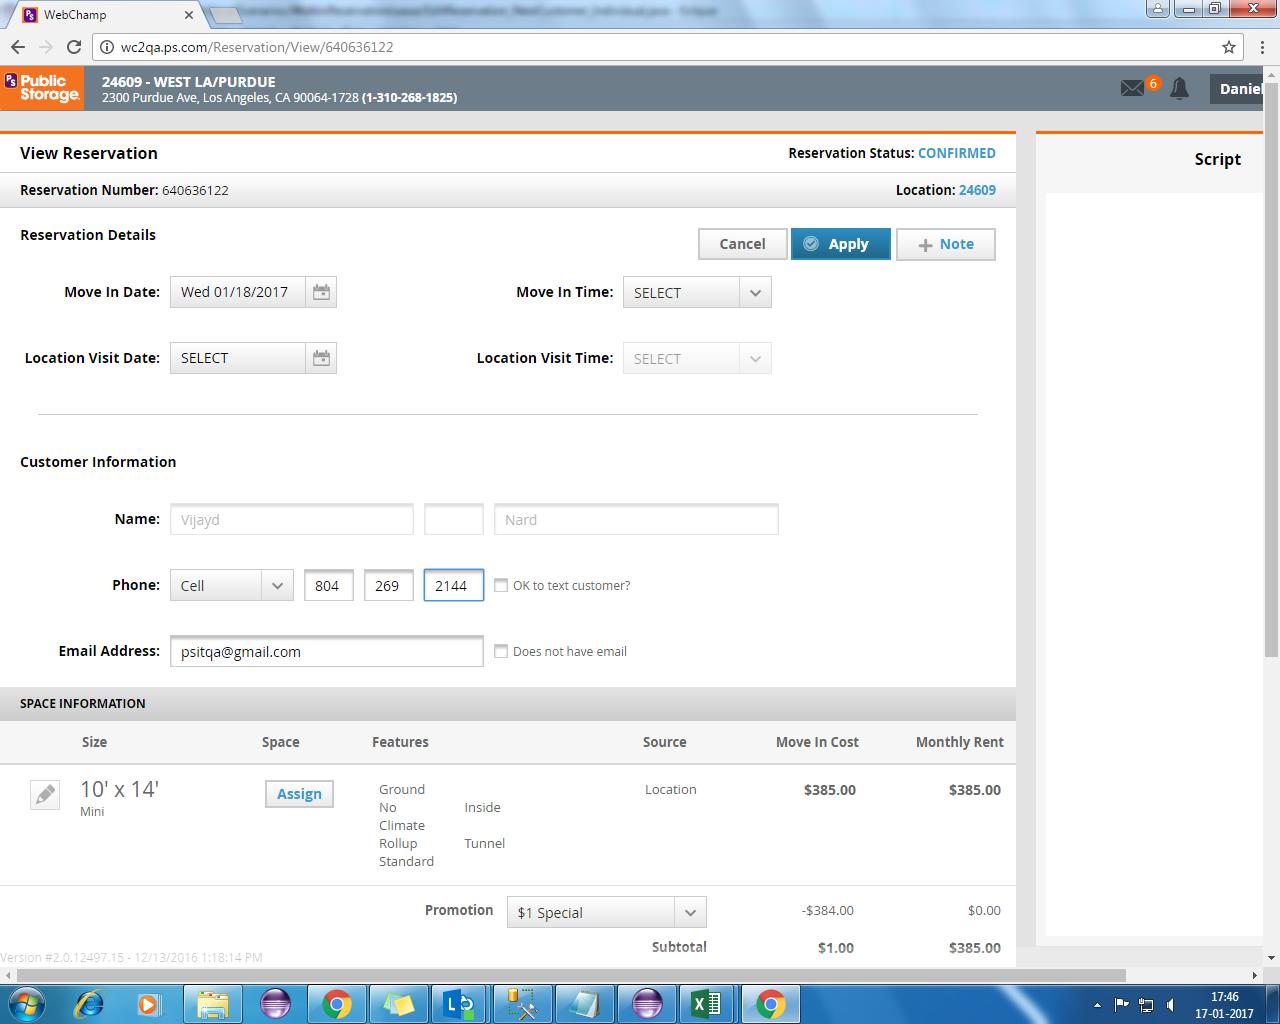 WebChamp
wc2qa.ps.com/Reservation/View/640636122
PS Public Storage.
24609 - WEST LA/PURDUE
2300 Purdue Ave, Los Angeles, CA 90064-1728 (1-310-268-1825)
6
Daniel
View Reservation
Reservation Status: CONFIRMED
Script
Reservation Number: 640636122
Location: 24609
Reservation Details
Cancel
Apply
Note
Move In Date: Wed 01/18/2017
Move In Time: SELECT
Location Visit Date: SELECT
Location Visit Time: SELECT
Customer Information
Name: Vijayd Nard
Phone: Cell 804 269 2144 OK to text customer?
Email Address: psitqa@gmail.com Does not have email
SPACE INFORMATION
Size Space Features Source Move In Cost Monthly Rent
10' x 14' Assign Ground Location $385.00 $385.00
Mini No Inside
Climate
Rollup Tunnel
Standard
Promotion $1 Special -$384.00 $0.00
Subtotal $1.00 $385.00
Version #2.0.12497.15 - 12/13/2016 1:18:14 PM
17:46
17-01-2017